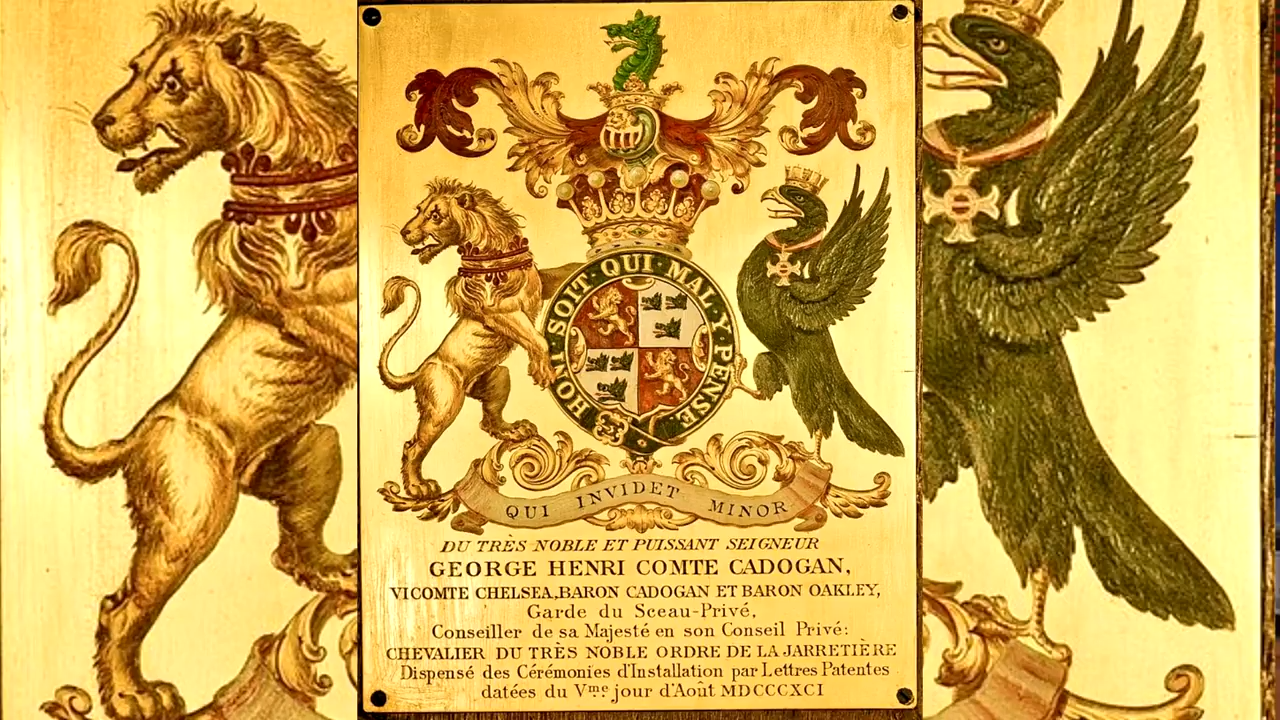 HONI·SOIT·QUI·MAL·Y·PENSE·
QUI INVIDET MINOR
DU TRÈS NOBLE ET PUISSANT SEIGNEUR
GEORGE HENRI COMTE CADOGAN,
VICOMTE CHELSEA,BARON CADOGAN ET BARON OAKLEY,
Garde du Sceau-Privé,
Conseiller de sa Majesté en son Conseil Privé:
CHEVALIER DU TRÈS NOBLE ORDRE DE LA JARRETIÈRE
Dispensé des Cérémonies d'Installation par Lettres Patentes
datées du Vme. jour d'Août MDCCCXCI